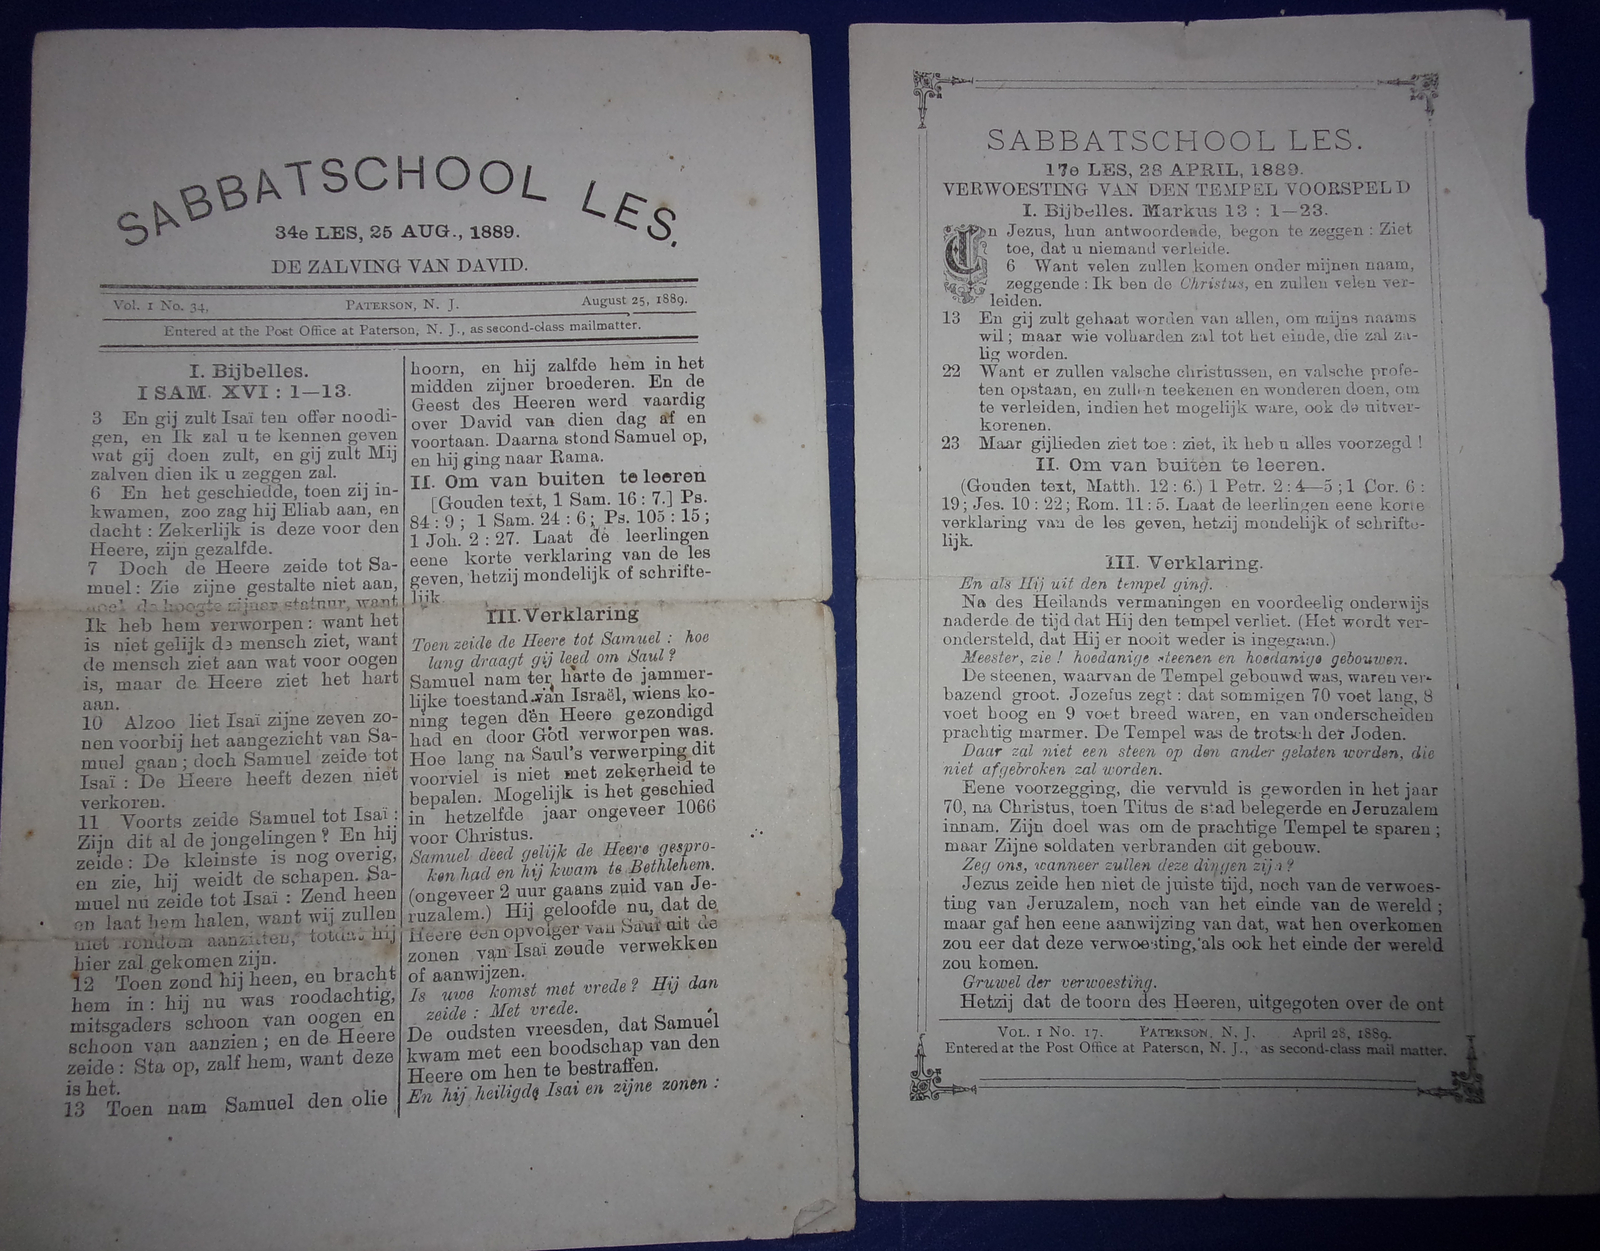 SABBATSCHOOL LES.
34e LES, 25 AUG., 1889.
DE ZALVING VAN DAVID.
Vol. 1 No. 34, PATERSON, N. J. August 25, 1889.
Entered at the Post Office at Paterson, N. J., as second-class mailmatter.
I. Bijbelles.
I SAM. XVI : 1—13.
3 En gij zult Isaï ten offer noodi-
gen, en Ik zal u te kennen geven
wat gij doen zult, en gij zult Mij
zalven dien ik u zeggen zal.
6 En het geschiedde, toen zij in-
kwamen, zoo zag hij Eliab aan, en
dacht : Zekerlijk is deze voor den
Heere, zijn gezalfde.
7 Doch de Heere zeide tot Sa-
muel : Zie zijne gestalte niet aan,
noch de hoogte zijner statuur, want
Ik heb hem verworpen : want het
is niet gelijk de mensch ziet, want
de mensch ziet aan wat voor oogen
is, maar de Heere ziet het hart
aan.
10 Alzoo liet Isaï zijne zeven zo-
nen voorbij het aangezicht van Sa-
muel gaan ; doch Samuel zeide tot
Isaï : De Heere heeft dezen niet
verkoren.
11 Voorts zeide Samuel tot Isaï :
Zijn dit al de jongelingen ? En hij
zeide : De kleinste is nog overig,
en zie, hij weidt de schapen. Sa-
muel nu zeide tot Isaï : Zend heen
en laat hem halen, want wij zullen
niet rondom aanzitten, totdat hij
hier zal gekomen zijn.
12 Toen zond hij heen, en bracht
hem in : hij nu was roodachtig,
mitsgaders schoon van oogen en
schoon van aanzien ; en de Heere
zeide : Sta op, zalf hem, want deze
is het.
13 Toen nam Samuel den olie
hoorn, en hij zalfde hem in het
midden zijner broederen. En de
Geest des Heeren werd vaardig
over David van dien dag af en
voortaan. Daarna stond Samuel op,
en hij ging naar Rama.
II. Om van buiten te leeren
[Gouden text, 1 Sam. 16 : 7.] Ps.
84 : 9 ; 1 Sam. 24 : 6 ; Ps. 105 : 15 ;
1 Joh. 2 : 27. Laat de leerlingen
eene korte verklaring van de les
geven, hetzij mondelijk of schrifte-
lijk.
III. Verklaring
Toen zeide de Heere tot Samuel : hoe
lang draagt gij leed om Saul ?
Samuel nam ter harte de jammer-
lijke toestand van Israël, wiens ko-
ning tegen den Heere gezondigd
had en door God verworpen was.
Hoe lang na Saul's verwerping dit
voorviel is niet met zekerheid te
bepalen. Mogelijk is het geschied
in hetzelfde jaar ongeveer 1066
voor Christus.
Samuel deed gelijk de Heere gespro-
ken had en hij kwam te Bethlehem.
(ongeveer 2 uur gaans zuid van Je-
ruzalem.) Hij geloofde nu, dat de
Heere een opvolger van Saul uit de
zonen van Isaï zoude verwekken
of aanwijzen.
Is uwe komst met vrede ? Hij dan
zeide : Met vrede.
De oudsten vreesden, dat Samuel
kwam met een boodschap van den
Heere om hen te bestraffen.
En hij heiligde Isai en zijne zonen :
SABBATSCHOOL LES.
17e LES, 28 APRIL, 1889.
VERWOESTING VAN DEN TEMPEL VOORSPELD
I. Bijbelles. Markus 13 : 1—23.
En Jezus, hun antwoordende, begon te zeggen : Ziet
toe, dat u niemand verleide.
6 Want velen zullen komen onder mijnen naam,
zeggende : Ik ben de Christus, en zullen velen ver-
leiden.
13 En gij zult gehaat worden van allen, om mijns naams
wil ; maar wie volharden zal tot het einde, die zal za-
lig worden.
22 Want er zullen valsche christussen, en valsche profe-
ten opstaan, en zullen teekenen en wonderen doen, om
te verleiden, indien het mogelijk ware, ook de uitver-
korenen.
23 Maar gijlieden ziet toe : ziet, ik heb u alles voorzegd !
II. Om van buiten te leeren.
(Gouden text, Matth. 12 : 6.) 1 Petr. 2 : 4—5 ; 1 Cor. 6 :
19 ; Jes. 10 : 22 ; Rom. 11 : 5. Laat de leerlingen eene korte
verklaring van de les geven, hetzij mondelijk of schrifte-
lijk.
III. Verklaring.
En als Hij uit den tempel ging.
Na des Heilands vermaningen en voordeelig onderwijs
naderde de tijd dat Hij den tempel verliet. (Het wordt ver-
ondersteld, dat Hij er nooit weder is ingegaan.)
Meester, zie ! hoedanige steenen en hoedanige gebouwen.
De steenen, waarvan de Tempel gebouwd was, waren ver-
bazend groot. Jozefus zegt : dat sommigen 70 voet lang, 8
voet hoog en 9 voet breed waren, en van onderscheiden
prachtig marmer. De Tempel was de trotsch der Joden.
Daar zal niet een steen op den ander gelaten worden, die
niet afgebroken zal worden.
Eene voorzegging, die vervuld is geworden in het jaar
70, na Christus, toen Titus de stad belegerde en Jeruzalem
innam. Zijn doel was om de prachtige Tempel te sparen ;
maar Zijne soldaten verbranden dit gebouw.
Zeg ons, wanneer zullen deze dingen zijn ?
Jezus zeide hen niet de juiste tijd, noch van de verwoes-
ting van Jeruzalem, noch van het einde van de wereld ;
maar gaf hen eene aanwijzing van dat, wat hen overkomen
zou eer dat deze verwoesting, als ook het einde der wereld
zou komen.
Gruwel der verwoesting.
Hetzij dat de toorn des Heeren, uitgegoten over de ont
VOL. 1 No. 17. PATERSON, N. J. April 28, 1889.
Entered at the Post Office at Paterson, N. J., as second-class mail matter.